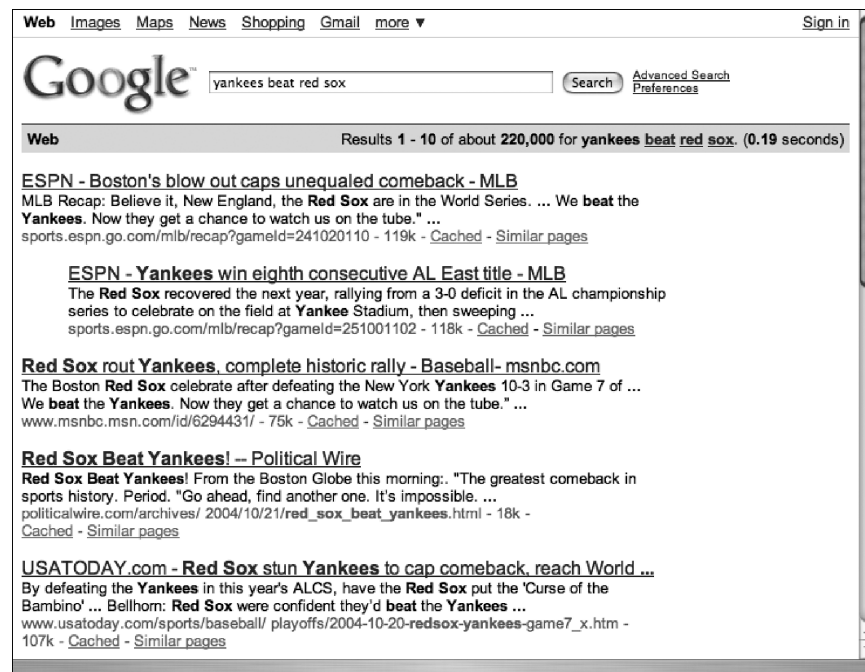 Web Images Maps News Shopping Gmail more ▼ Sign in
Google™ yankees beat red sox Search Advanced Search
Preferences
Web Results 1 - 10 of about 220,000 for yankees beat red sox. (0.19 seconds)
ESPN - Boston's blow out caps unequaled comeback - MLB
MLB Recap: Believe it, New England, the Red Sox are in the World Series. ... We beat the
Yankees. Now they get a chance to watch us on the tube." ...
sports.espn.go.com/mlb/recap?gameId=241020110 - 119k - Cached - Similar pages
ESPN - Yankees win eighth consecutive AL East title - MLB
The Red Sox recovered the next year, rallying from a 3-0 deficit in the AL championship
series to celebrate on the field at Yankee Stadium, then sweeping ...
sports.espn.go.com/mlb/recap?gameId=251001102 - 118k - Cached - Similar pages
Red Sox rout Yankees, complete historic rally - Baseball- msnbc.com
The Boston Red Sox celebrate after defeating the New York Yankees 10-3 in Game 7 of ...
We beat the Yankees. Now they get a chance to watch us on the tube." ...
www.msnbc.msn.com/id/6294431/ - 75k - Cached - Similar pages
Red Sox Beat Yankees! -- Political Wire
Red Sox Beat Yankees! From the Boston Globe this morning:. "The greatest comeback in
sports history. Period. "Go ahead, find another one. It's impossible. ...
politicalwire.com/archives/ 2004/10/21/red_sox_beat_yankees.html - 18k -
Cached - Similar pages
USATODAY.com - Red Sox stun Yankees to cap comeback, reach World ...
By defeating the Yankees in this year's ALCS, have the Red Sox put the 'Curse of the
Bambino' ... Bellhorn: Red Sox were confident they'd beat the Yankees ...
www.usatoday.com/sports/baseball/ playoffs/2004-10-20-redsox-yankees-game7_x.htm -
107k - Cached - Similar pages